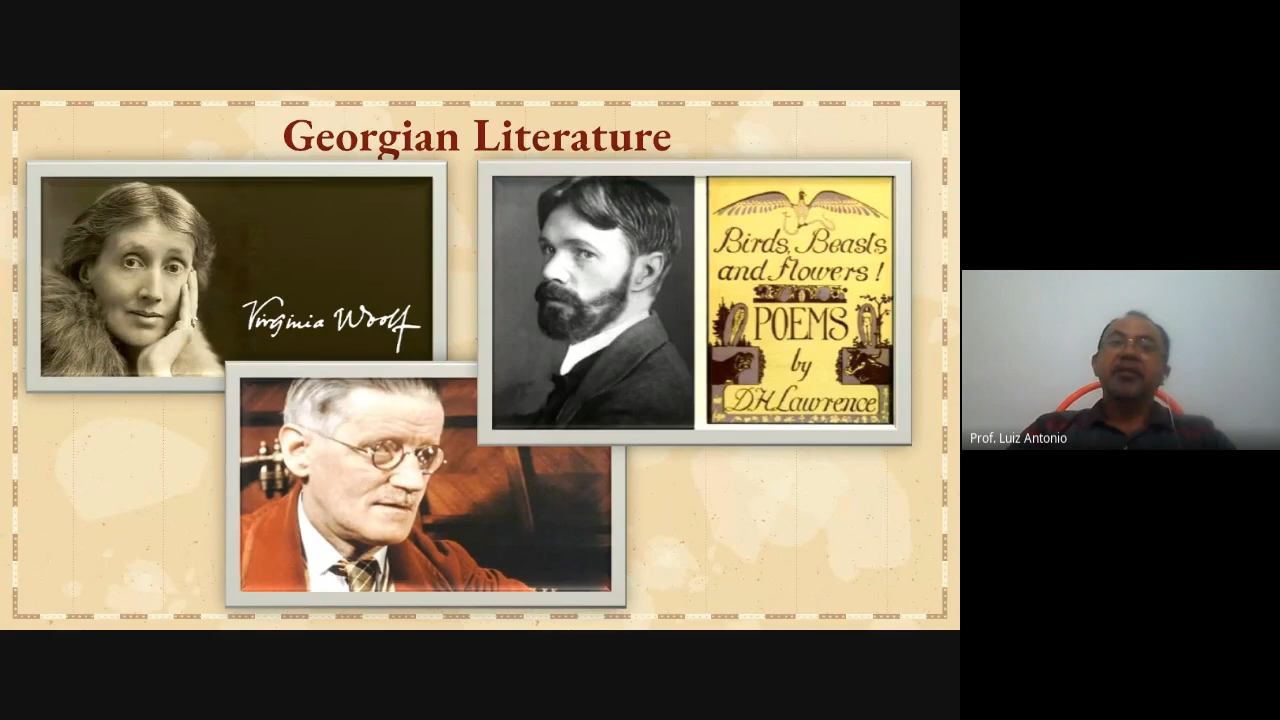 Georgian Literature
Virginia Woolf
Birds, Beasts
and flowers!
POEMS
by
D.H. Lawrence
Prof. Luiz Antonio